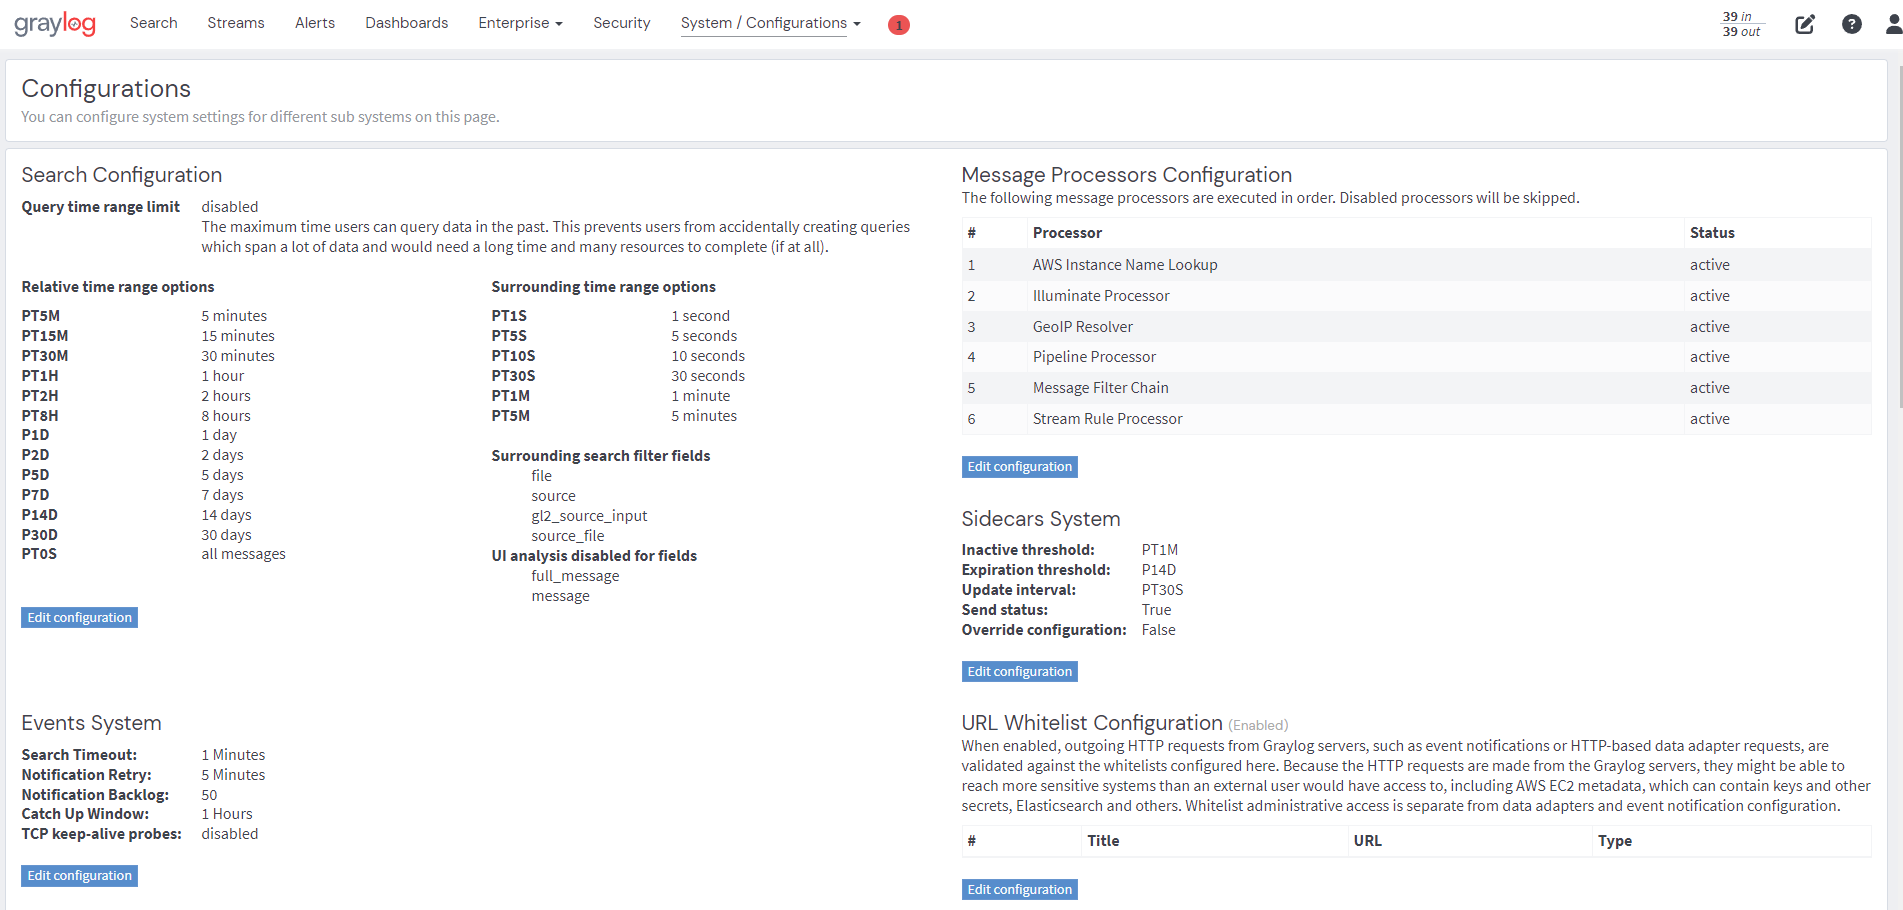 graylog Search Streams Alerts Dashboards Enterprise Security System / Configurations 1 39 in
39 out
Configurations
You can configure system settings for different sub systems on this page.
Search Configuration
Query time range limit disabled
The maximum time users can query data in the past. This prevents users from accidentally creating queries
which span a lot of data and would need a long time and many resources to complete (if at all).
Relative time range options
PT5M 5 minutes
PT15M 15 minutes
PT30M 30 minutes
PT1H 1 hour
PT2H 2 hours
PT8H 8 hours
P1D 1 day
P2D 2 days
P5D 5 days
P7D 7 days
P14D 14 days
P30D 30 days
PT0S all messages
Edit configuration
Surrounding time range options
PT1S 1 second
PT5S 5 seconds
PT10S 10 seconds
PT30S 30 seconds
PT1M 1 minute
PT5M 5 minutes
Surrounding search filter fields
file
source
gl2_source_input
source_file
UI analysis disabled for fields
full_message
message
Message Processors Configuration
The following message processors are executed in order. Disabled processors will be skipped.
# Processor Status
1 AWS Instance Name Lookup active
2 Illuminate Processor active
3 GeoIP Resolver active
4 Pipeline Processor active
5 Message Filter Chain active
6 Stream Rule Processor active
Edit configuration
Sidecars System
Inactive threshold: PT1M
Expiration threshold: P14D
Update interval: PT30S
Send status: True
Override configuration: False
Edit configuration
Events System
Search Timeout: 1 Minutes
Notification Retry: 5 Minutes
Notification Backlog: 50
Catch Up Window: 1 Hours
TCP keep-alive probes: disabled
Edit configuration
URL Whitelist Configuration (Enabled)
When enabled, outgoing HTTP requests from Graylog servers, such as event notifications or HTTP-based data adapter requests, are
validated against the whitelists configured here. Because the HTTP requests are made from the Graylog servers, they might be able to
reach more sensitive systems than an external user would have access to, including AWS EC2 metadata, which can contain keys and other
secrets, Elasticsearch and others. Whitelist administrative access is separate from data adapters and event notification configuration.
# Title URL Type
Edit configuration